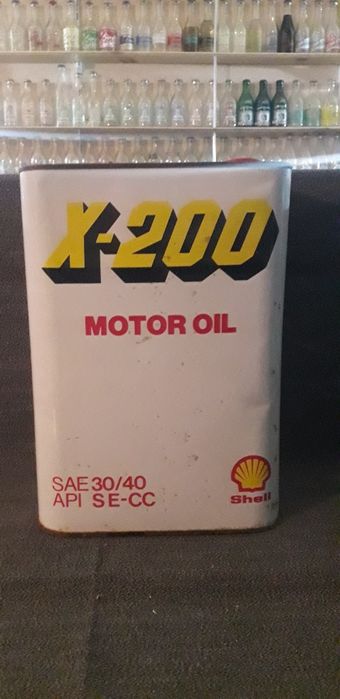 X-200
MOTOR OIL
SAE 30/40
API SE-CC
Shell